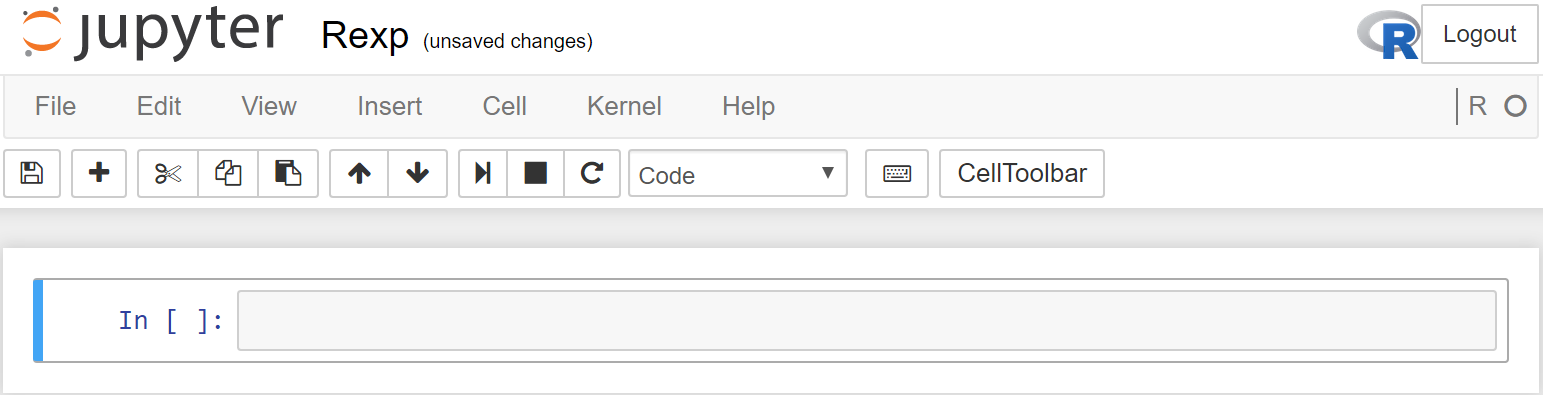 jupyter Rexp (unsaved changes) R Logout
File Edit View Insert Cell Kernel Help R
Code CellToolbar
In [ ]: